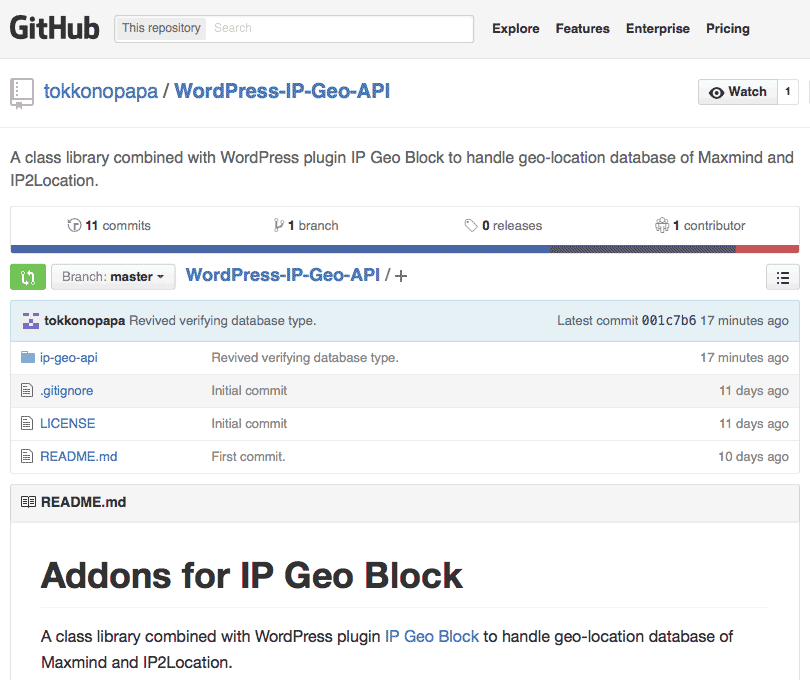 GitHub This repository Search Explore Features Enterprise Pricing
tokkonopapa / WordPress-IP-Geo-API Watch 1
A class library combined with WordPress plugin IP Geo Block to handle geo-location database of Maxmind and
IP2Location.
11 commits 1 branch 0 releases 1 contributor
Branch: master WordPress-IP-Geo-API / +
tokkonopapa Revived verifying database type. Latest commit 001c7b6 17 minutes ago
ip-geo-api Revived verifying database type. 17 minutes ago
.gitignore Initial commit 11 days ago
LICENSE Initial commit 11 days ago
README.md First commit. 10 days ago
README.md
Addons for IP Geo Block
A class library combined with WordPress plugin IP Geo Block to handle geo-location database of
Maxmind and IP2Location.